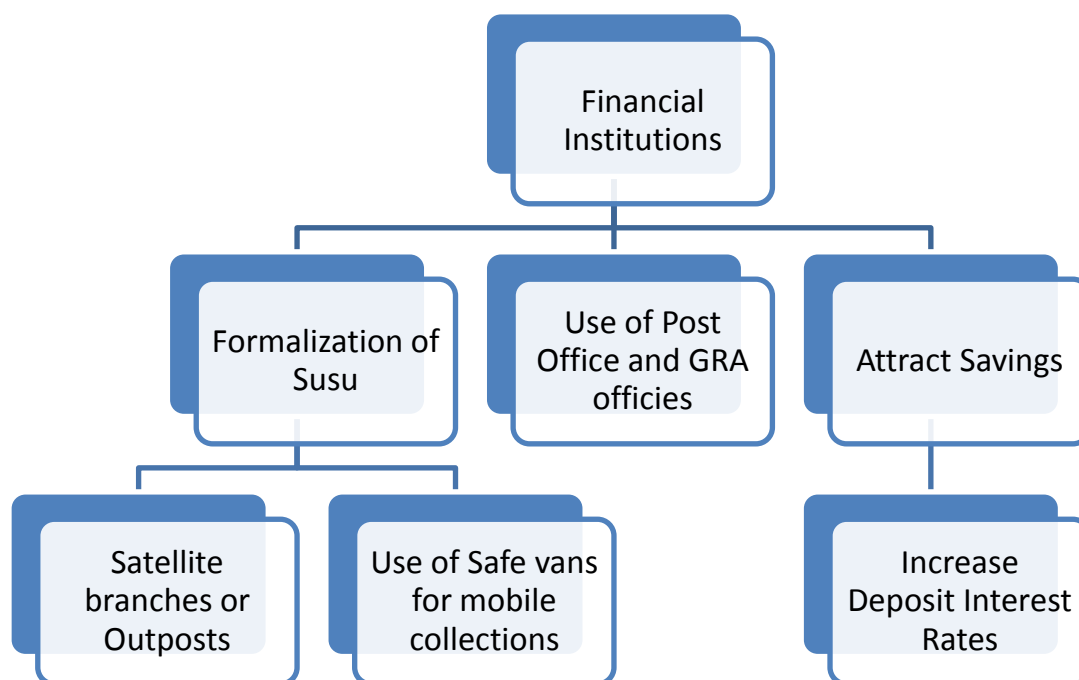 Financial
Institutions
Formalization of
Susu
Use of Post
Office and GRA
officies
Attract Savings
Satellite
branches or
Outposts
Use of Safe vans
for mobile
collections
Increase
Deposit Interest
Rates